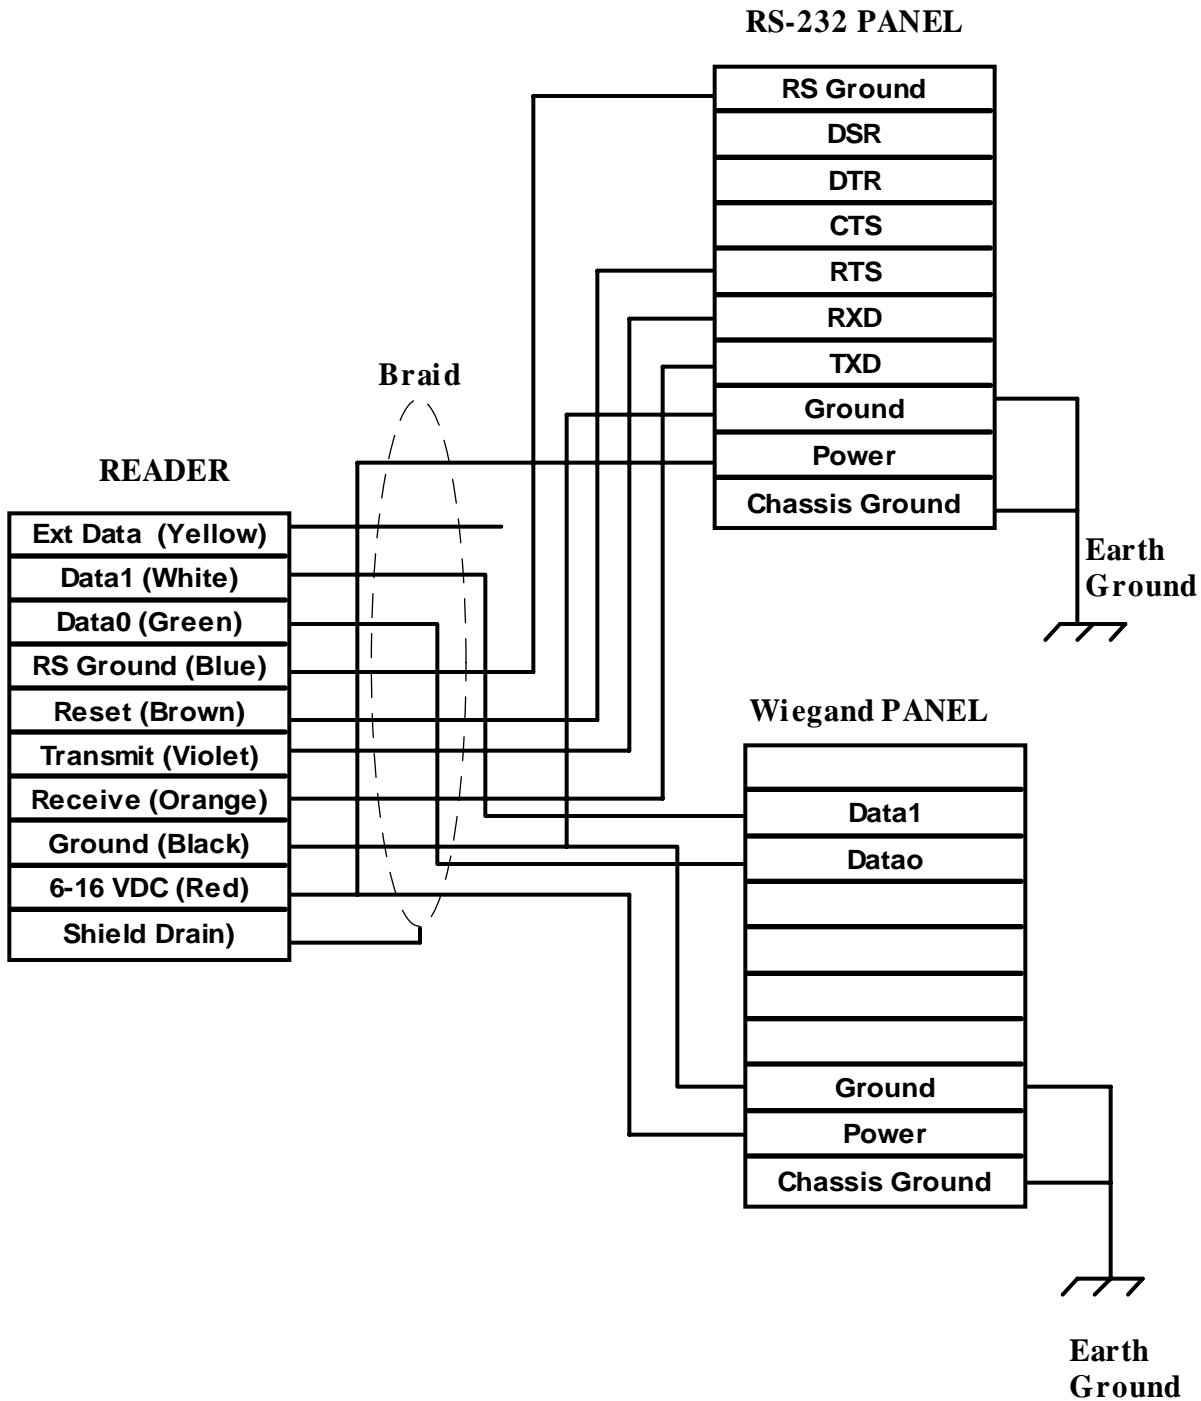 RS-232 PANEL
RS Ground
DSR
DTR
CTS
RTS
RXD
TXD
Ground
Power
Chassis Ground
Earth
Ground
Braid
READER
Ext Data (Yellow)
Data1 (White)
Data0 (Green)
RS Ground (Blue)
Reset (Brown)
Transmit (Violet)
Receive (Orange)
Ground (Black)
6-16 VDC (Red)
Shield Drain)
Wiegand PANEL
Data1
Datao
Ground
Power
Chassis Ground
Earth
Ground